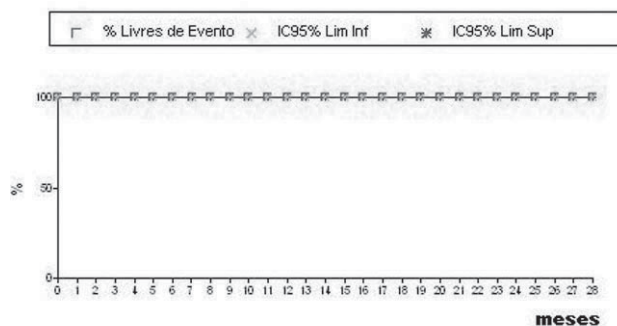 % Livres de Evento IC95% Lim Inf IC95% Lim Sup
100
50
%
0
0 1 2 3 4 5 6 7 8 9 10 11 12 13 14 15 16 17 18 19 20 21 22 23 24 25 26 27 28
meses